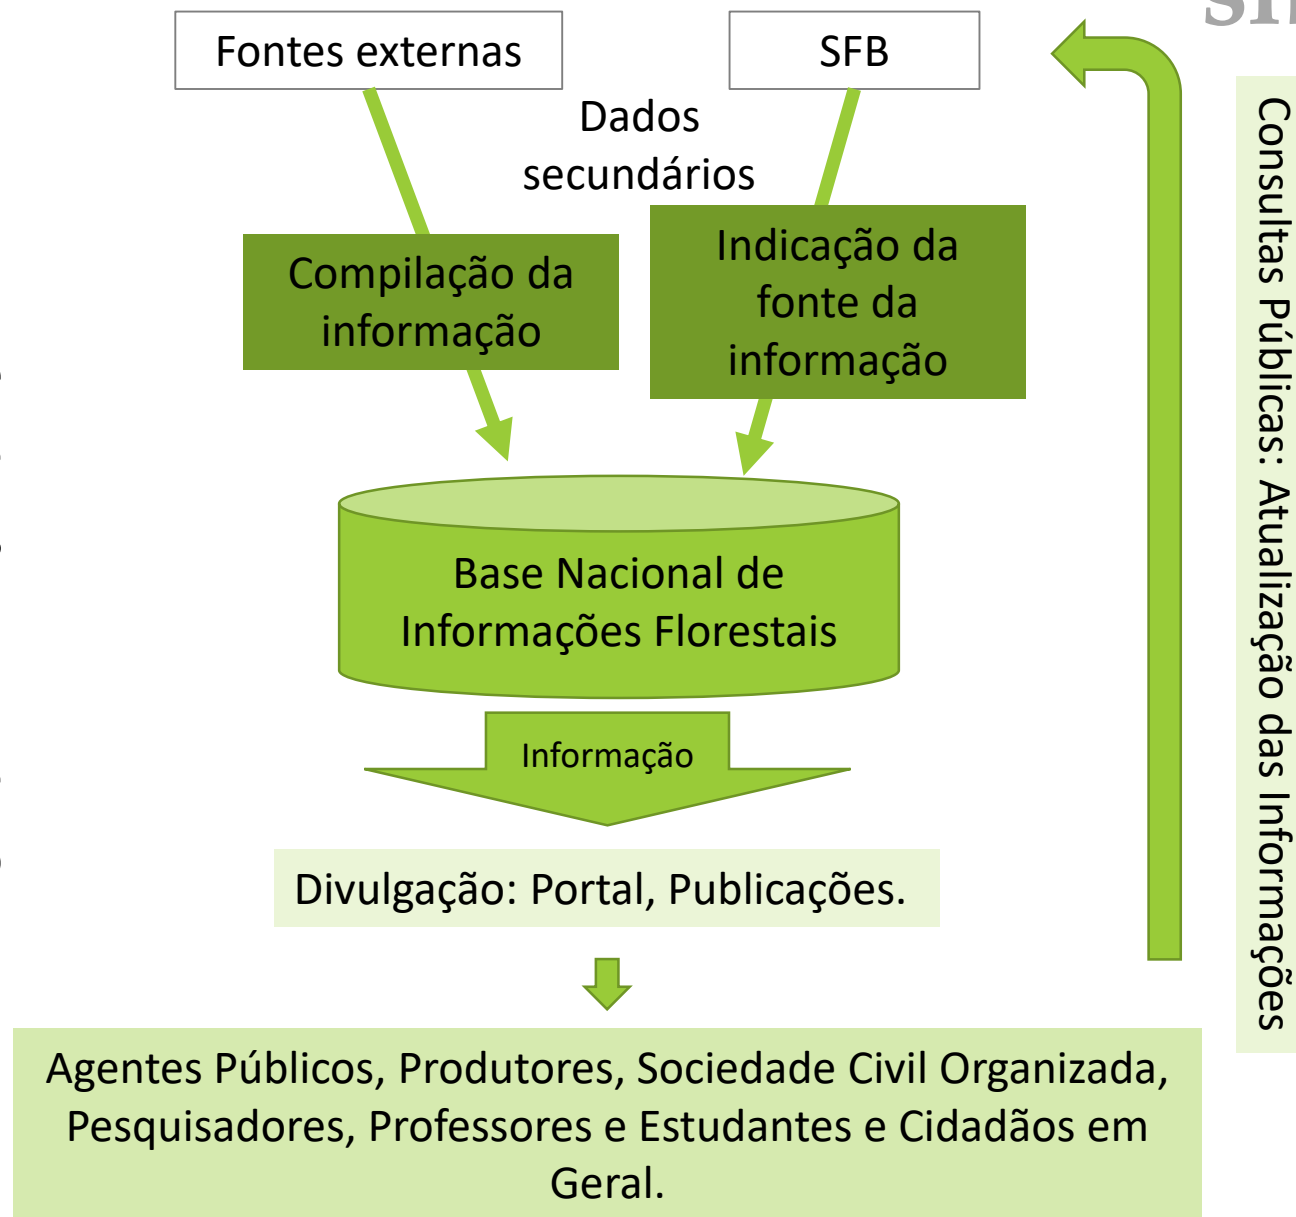 Fontes externas
SFB
Dados
secundários
Compilação da
informação
Indicação da
fonte da
informação
Base Nacional de
Informações Florestais
Informação
Divulgação: Portal, Publicações.
Agentes Públicos, Produtores, Sociedade Civil Organizada,
Pesquisadores, Professores e Estudantes e Cidadãos em
Geral.
Consultas Públicas: Atualização das Informações